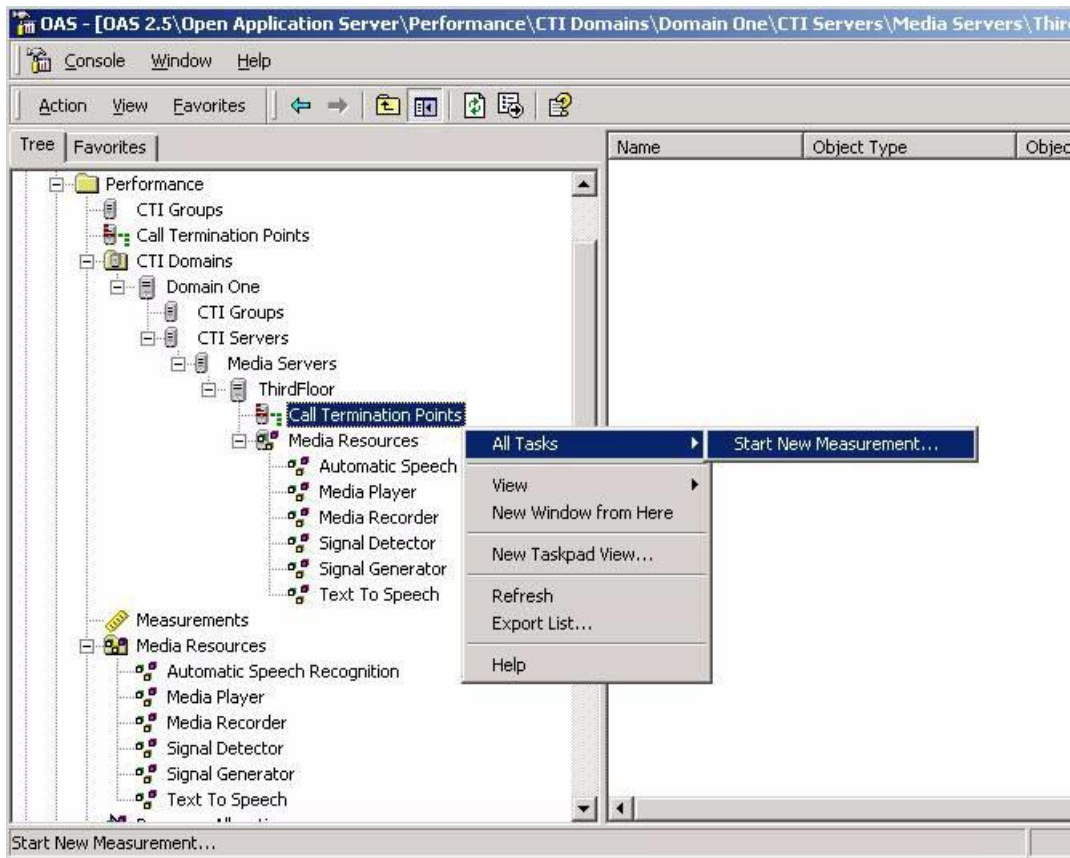 OAS - [OAS 2.5\Open Application Server\Performance\CTI Domains\Domain One\CTI Servers\Media Servers\Thir
Console Window Help
Action View Favorites
Tree Favorites
Name Object Type Objec
Performance
CTI Groups
Call Termination Points
CTI Domains
Domain One
CTI Groups
CTI Servers
Media Servers
ThirdFloor
Call Termination Points
Media Resources
Automatic Speech
Media Player
Media Recorder
Signal Detector
Signal Generator
Text To Speech
All Tasks
Start New Measurement...
View
New Window from Here
New Taskpad View...
Refresh
Export List...
Help
Measurements
Media Resources
Automatic Speech Recognition
Media Player
Media Recorder
Signal Detector
Signal Generator
Text To Speech
Start New Measurement...